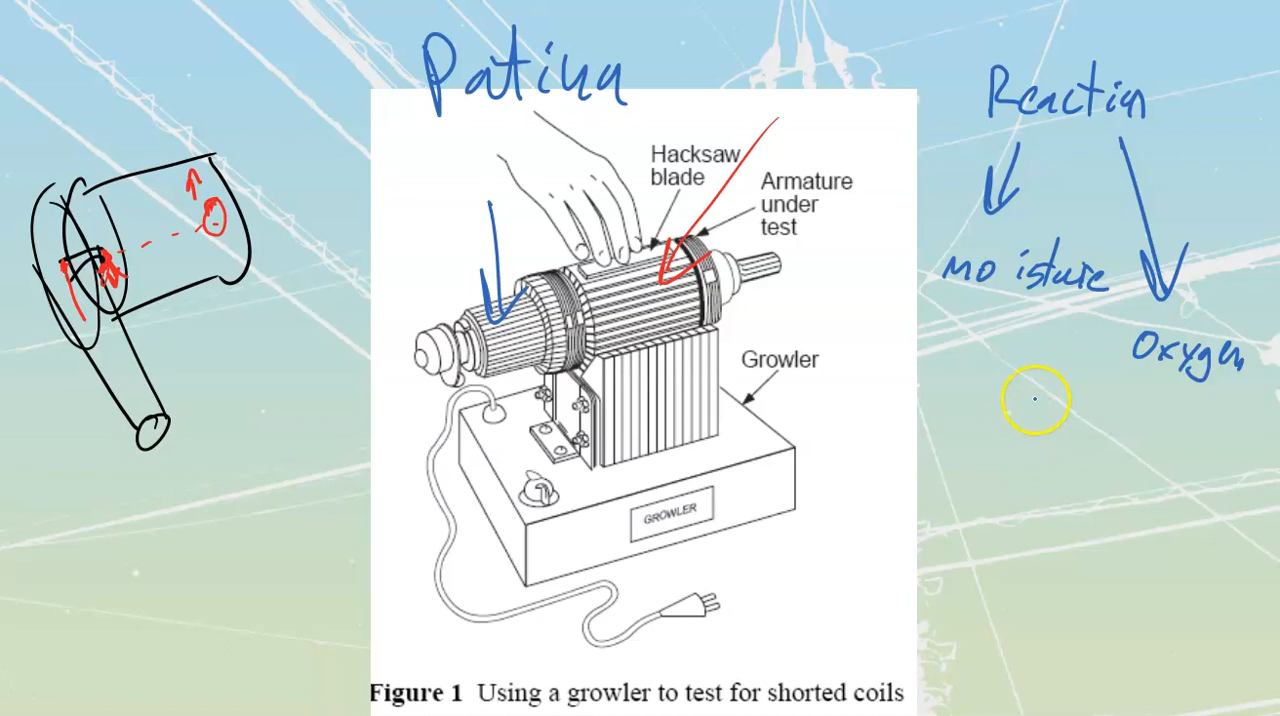 Patina
Reaction
Hacksaw
blade
Armature
under
test
moisture
Oxygen
Growler
GROWLER
Figure 1 Using a growler to test for shorted coils